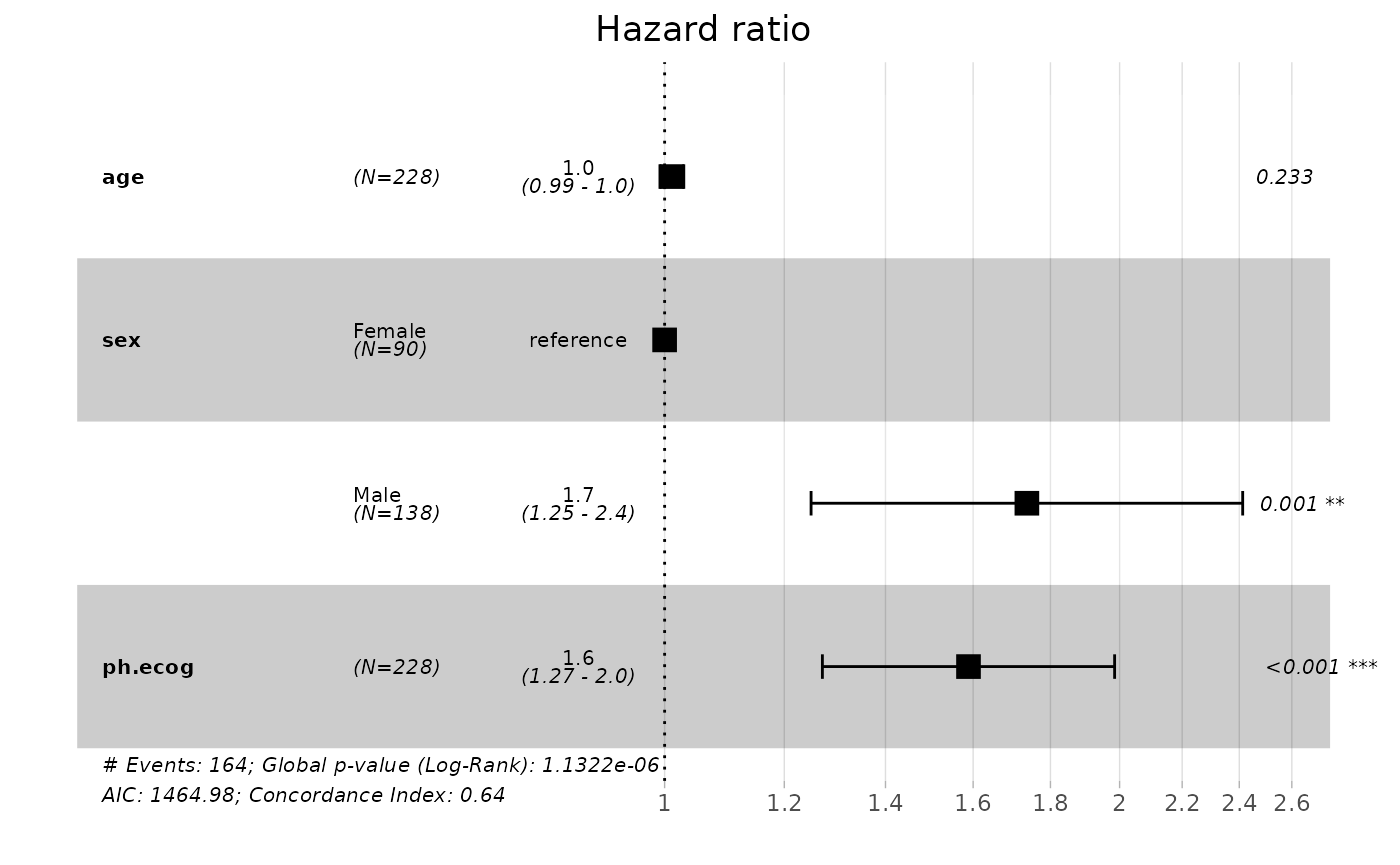 Hazard ratio
age (N=228) 1.0 0.233
(0.99 - 1.0)
sex Female reference
(N=90)
Male 1.7 0.001 **
(N=138) (1.25 - 2.4)
ph.ecog (N=228) 1.6 <0.001 ***
(1.27 - 2.0)
# Events: 164; Global p-value (Log-Rank): 1.1322e-06
AIC: 1464.98; Concordance Index: 0.64
1 1.2 1.4 1.6 1.8 2 2.2 2.4 2.6